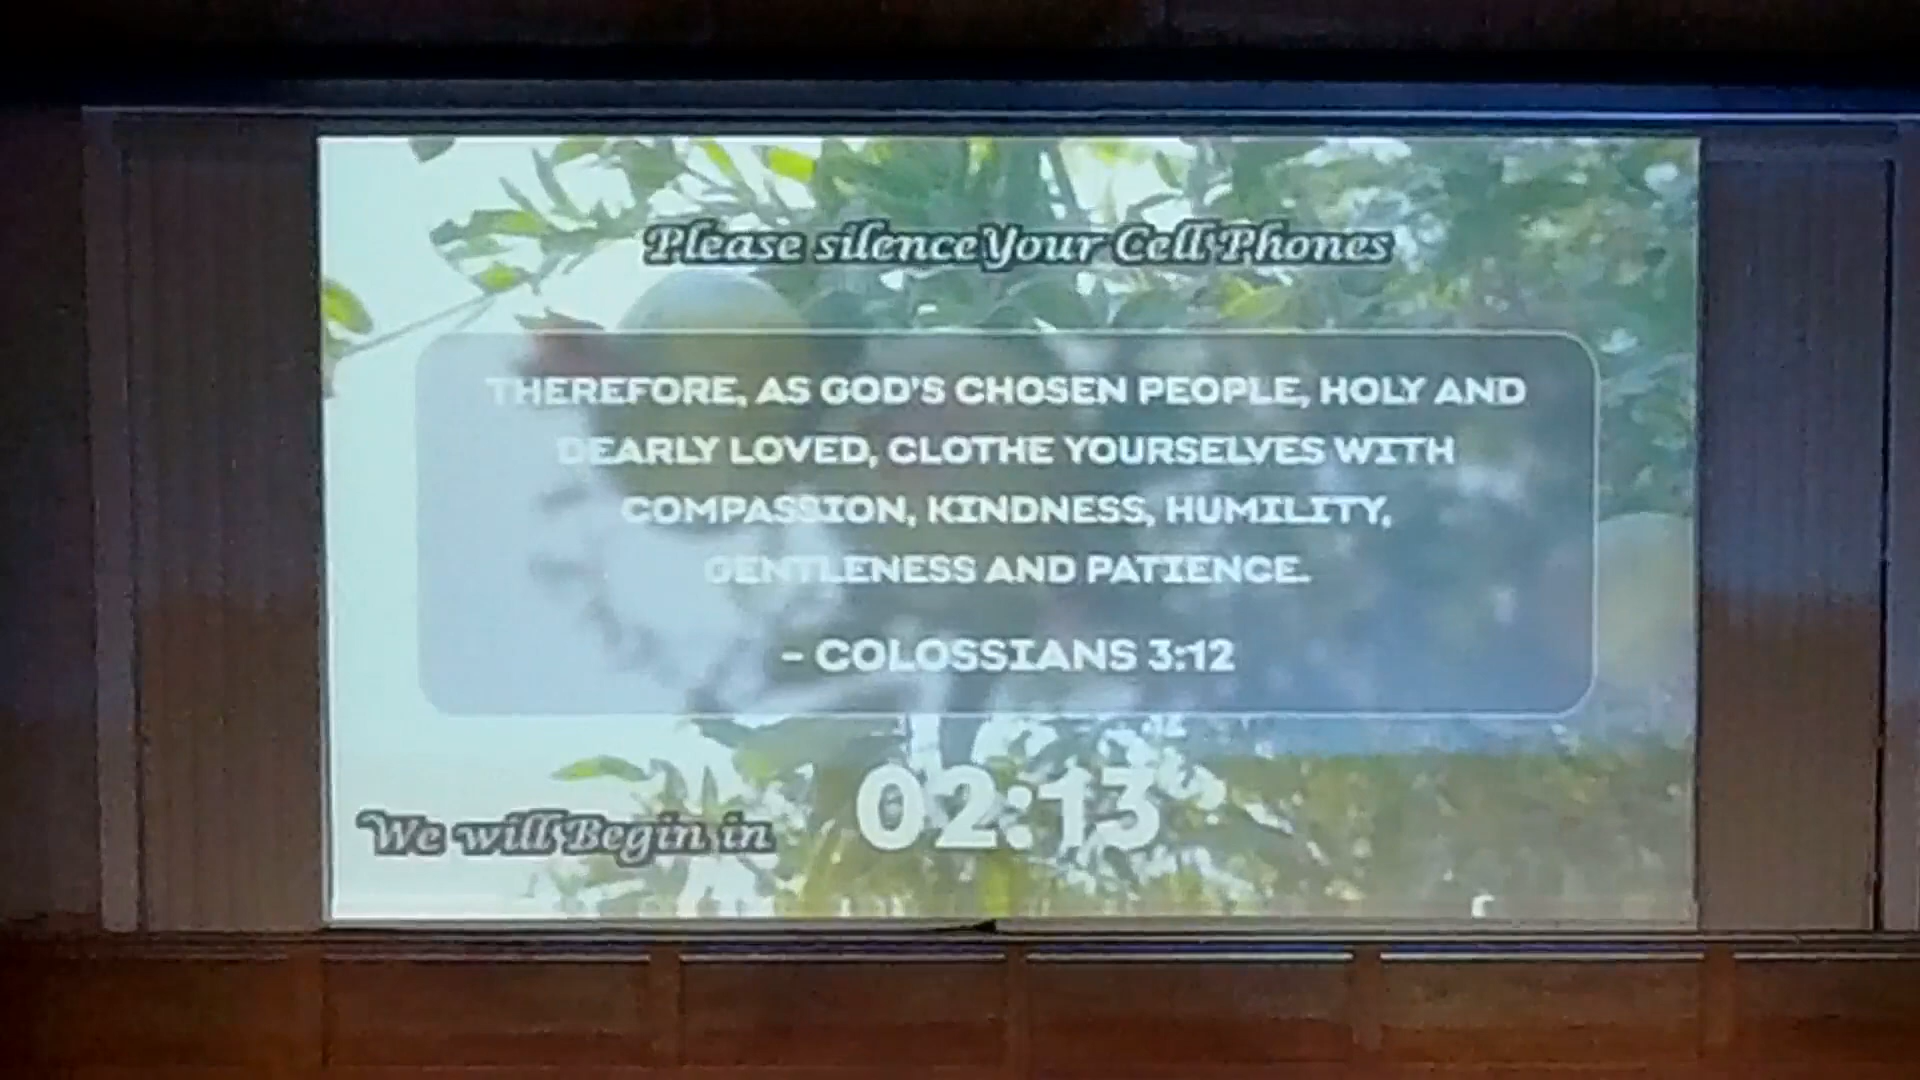 Please silence Your Cell Phones
THEREFORE, AS GOD'S CHOSEN PEOPLE, HOLY AND
DEARLY LOVED, CLOTHE YOURSELVES WITH
COMPASSION, KINDNESS, HUMILITY,
GENTLENESS AND PATIENCE.
– COLOSSIANS 3:12
We will Begin in 02:13